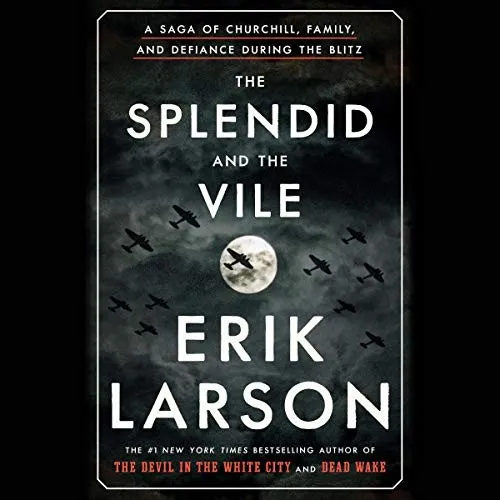 A SAGA OF CHURCHILL, FAMILY,
AND DEFIANCE DURING THE BLITZ
THE
SPLENDID
AND THE
VILE
ERIK
LARSON
THE #1 NEW YORK TIMES BESTSELLING AUTHOR OF
THE DEVIL IN THE WHITE CITY AND DEAD WAKE